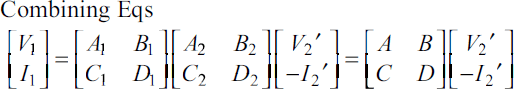 Combining Eqs
[V₁ I₁] = [A₁ B₁ C₁ D₁] [A₂ B₂ C₂ D₂] [V₂′ −I₂′] = [A B C D] [V₂′ −I₂′]